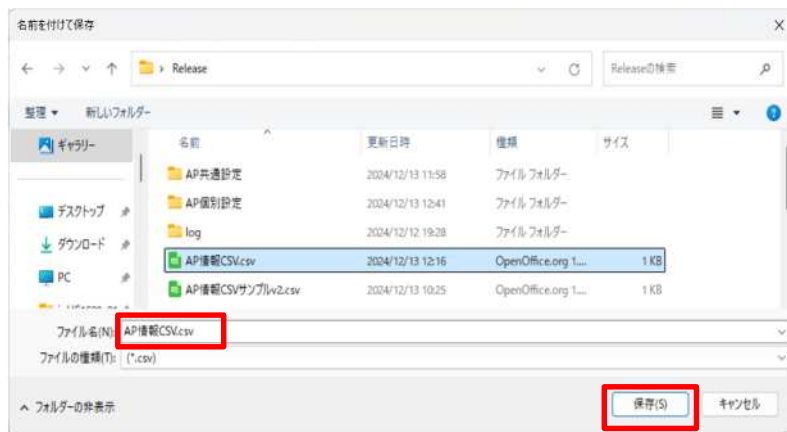 名前を付けて保存
Release
Releaseの検索
整理 新しいフォルダー
ギャラリー
名前 更新日時 種類 サイズ
AP共通設定 2024/12/13 11:58 ファイル フォルダー
デスクトップ
AP個別設定 2024/12/13 12:41 ファイル フォルダー
ダウンロード
log 2024/12/12 19:28 ファイル フォルダー
AP情報CSV.csv 2024/12/13 12:16 OpenOffice.org 1.... 1 KB
PC
AP情報CSVサンプルv2.csv 2024/12/13 10:25 OpenOffice.org 1.... 1 KB
ファイル名(N): AP情報CSV.csv
ファイルの種類(T): (*.csv)
フォルダーの非表示
保存(S) キャンセル